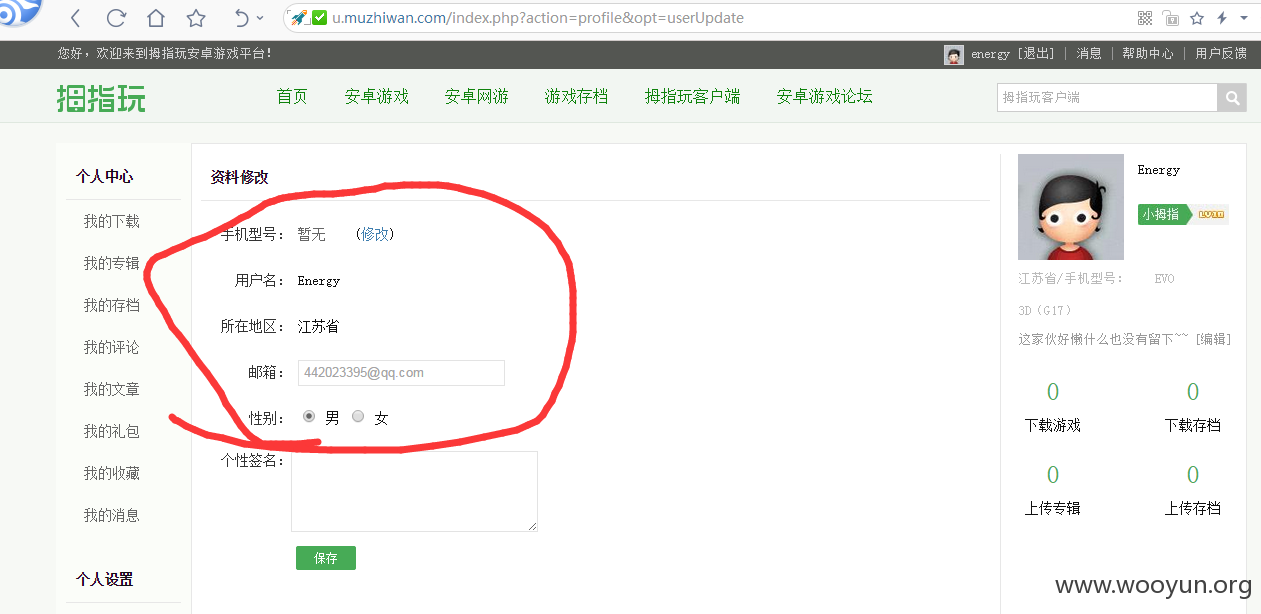 u.muzhiwan.com/index.php?action=profile&opt=userUpdate
您好，欢迎来到拇指玩安卓游戏平台！
energy [退出] | 消息 | 帮助中心 | 用户反馈
拇指玩
首页 安卓游戏 安卓网游 游戏存档 拇指玩客户端 安卓游戏论坛
拇指玩客户端
个人中心
我的下载
我的专辑
我的存档
我的评论
我的文章
我的礼包
我的收藏
我的消息
个人设置
资料修改
手机型号： 暂无 (修改)
用户名： Energy
所在地区： 江苏省
邮箱： 442023395@qq.com
性别： 男 女
个性签名：
保存
Energy
小拇指
江苏省/手机型号： EVO
3D（G17）
这家伙好懒什么也没有留下~~ [编辑]
0 0
下载游戏 下载存档
0 0
上传专辑 上传存档
www.wooyun.org